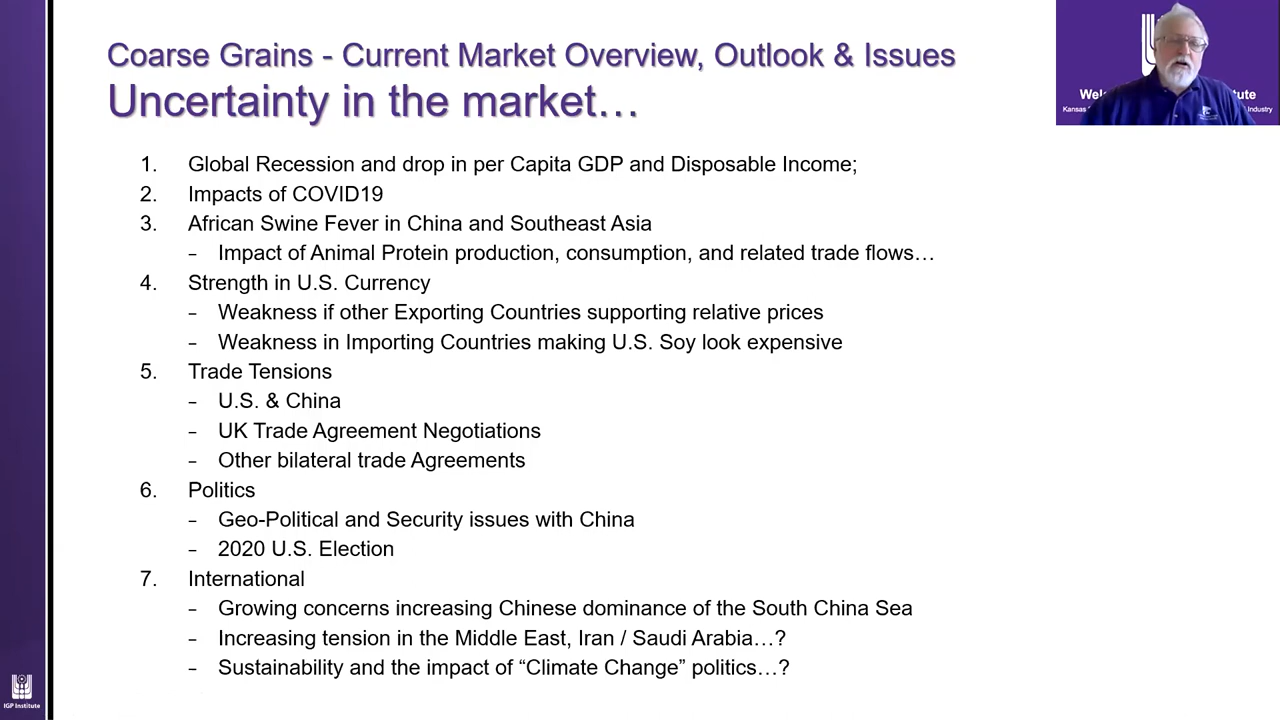 Coarse Grains - Current Market Overview, Outlook & Issues
Uncertainty in the market…
1. Global Recession and drop in per Capita GDP and Disposable Income;
2. Impacts of COVID19
3. African Swine Fever in China and Southeast Asia
– Impact of Animal Protein production, consumption, and related trade flows…
4. Strength in U.S. Currency
– Weakness if other Exporting Countries supporting relative prices
– Weakness in Importing Countries making U.S. Soy look expensive
5. Trade Tensions
– U.S. & China
– UK Trade Agreement Negotiations
– Other bilateral trade Agreements
6. Politics
– Geo-Political and Security issues with China
– 2020 U.S. Election
7. International
– Growing concerns increasing Chinese dominance of the South China Sea
– Increasing tension in the Middle East, Iran / Saudi Arabia…?
– Sustainability and the impact of “Climate Change” politics…?
IGP Institute
Kansas
Industry